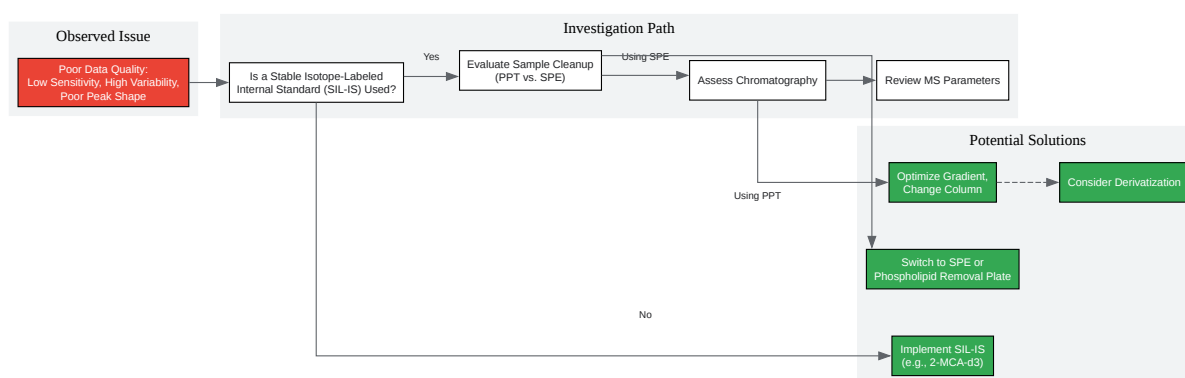 Observed Issue
Poor Data Quality:
Low Sensitivity, High Variability,
Poor Peak Shape
Investigation Path
Is a Stable Isotope-Labeled
Internal Standard (SIL-IS) Used?
Yes
Evaluate Sample Cleanup
(PPT vs. SPE)
Using SPE
Assess Chromatography
Review MS Parameters
Potential Solutions
Optimize Gradient,
Change Column
Consider Derivatization
Using PPT
Switch to SPE or
Phospholipid Removal Plate
No
Implement SIL-IS
(e.g., 2-MCA-d3)